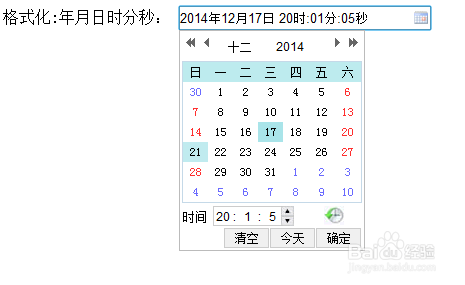 格式化:年月日时分秒： 2014年12月17日 20时:01分:05秒
十二 2014
日 一 二 三 四 五 六
30 1 2 3 4 5 6
7 8 9 10 11 12 13
14 15 16 17 18 19 20
21 22 23 24 25 26 27
28 29 30 31 1 2 3
4 5 6 7 8 9 10
时间 20 : 1 : 5
清空 今天 确定
Baidu 经验
jingyan.baidu.com